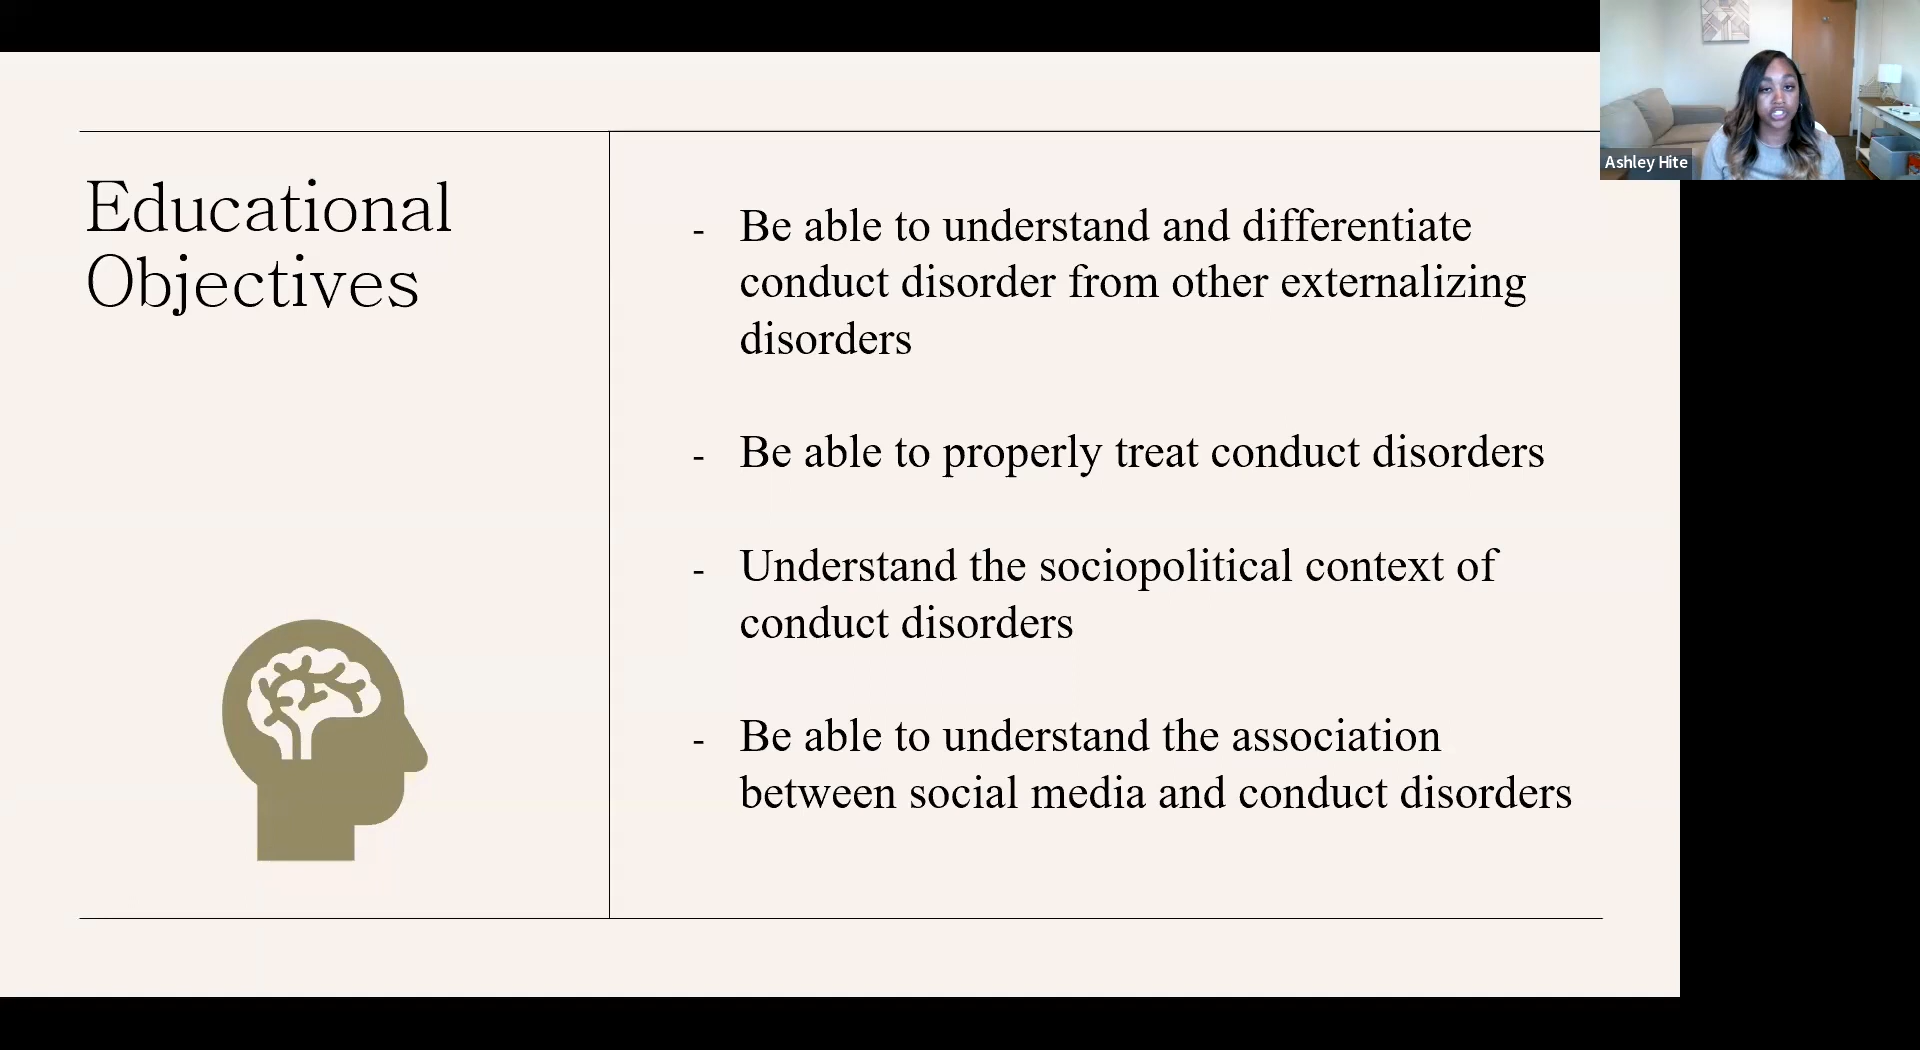 Educational
Objectives
- Be able to understand and differentiate
conduct disorder from other externalizing
disorders
- Be able to properly treat conduct disorders
- Understand the sociopolitical context of
conduct disorders
- Be able to understand the association
between social media and conduct disorders
Ashley Hite